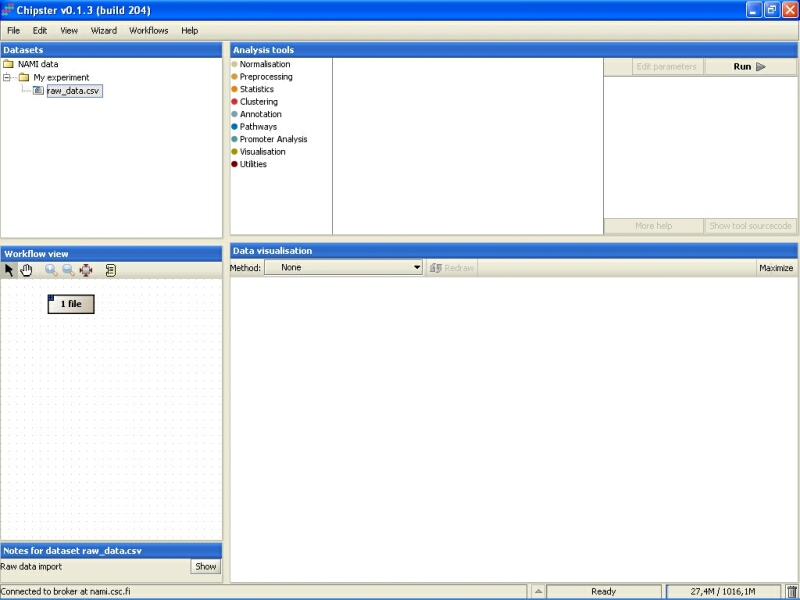 Chipster v0.1.3 (build 204)
File Edit View Wizard Workflows Help
Datasets
NAMI data
My experiment
raw_data.csv
Analysis tools
Normalisation
Preprocessing
Statistics
Clustering
Annotation
Pathways
Promoter Analysis
Visualisation
Utilities
Edit parameters Run
More help Show tool sourcecode
Workflow view
1 file
Data visualisation
Method: None Redraw Maximize
Notes for dataset raw_data.csv
Raw data import Show
Connected to broker at nami.csc.fi Ready 27,4M / 1016,1M